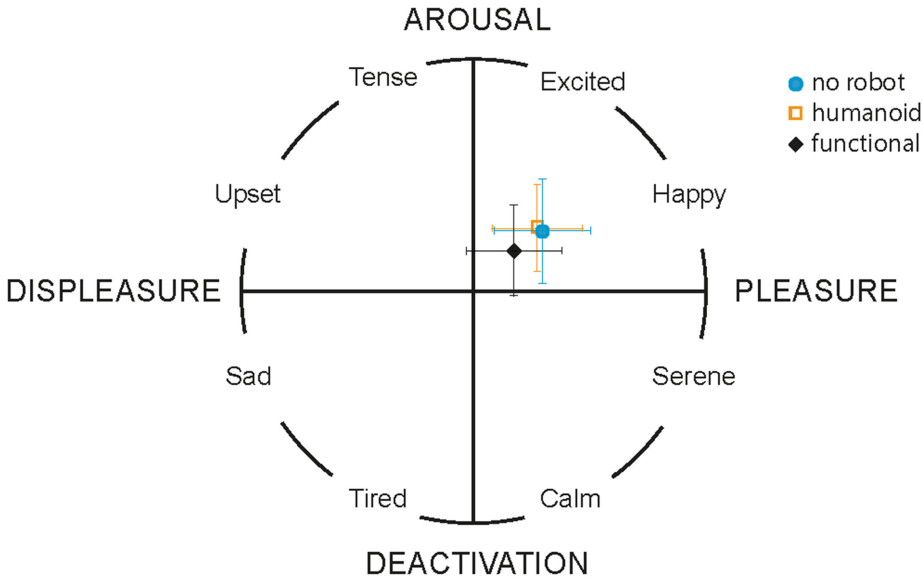 AROUSAL
Tense
Excited
no robot
humanoid
functional
Upset
Happy
DISPLEASURE
PLEASURE
Sad
Serene
Tired
Calm
DEACTIVATION